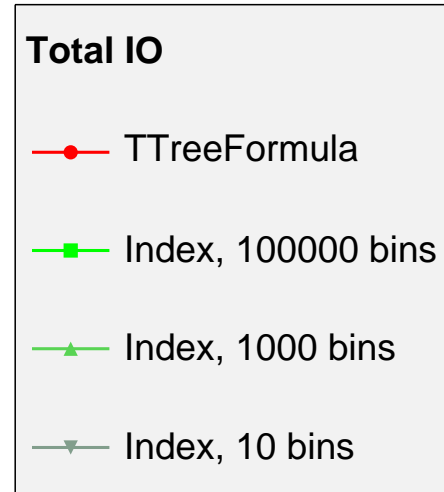 Total IO
TTreeFormula
Index, 100000 bins
Index, 1000 bins
Index, 10 bins